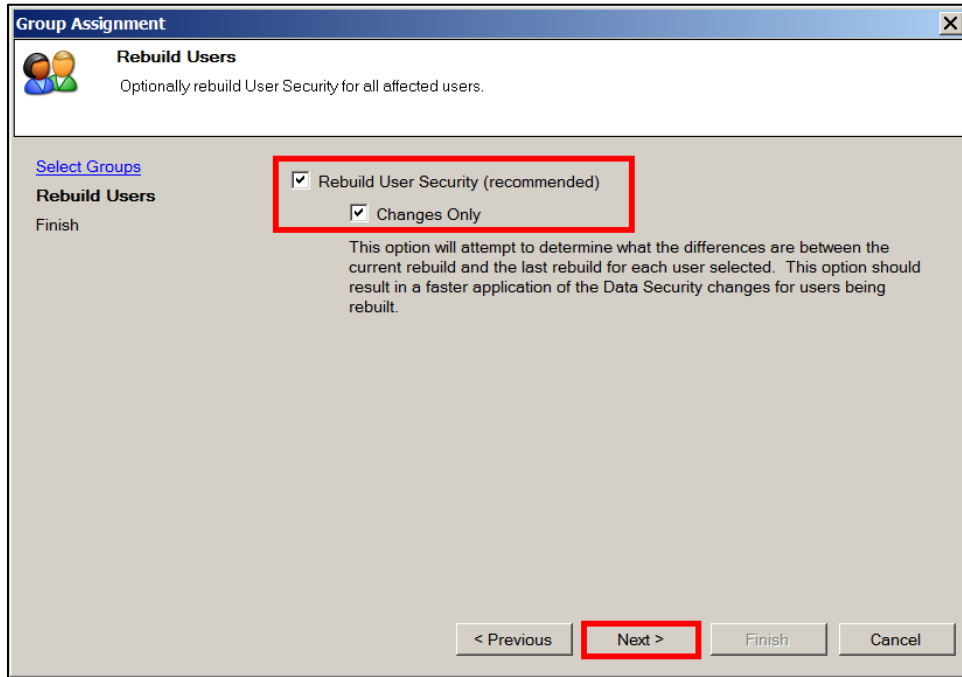 Group Assignment
Rebuild Users
Optionally rebuild User Security for all affected users.
Select Groups
Rebuild Users
Finish
Rebuild User Security (recommended)
Changes Only
This option will attempt to determine what the differences are between the
current rebuild and the last rebuild for each user selected.  This option should
result in a faster application of the Data Security changes for users being
rebuilt.
< Previous
Next >
Finish
Cancel